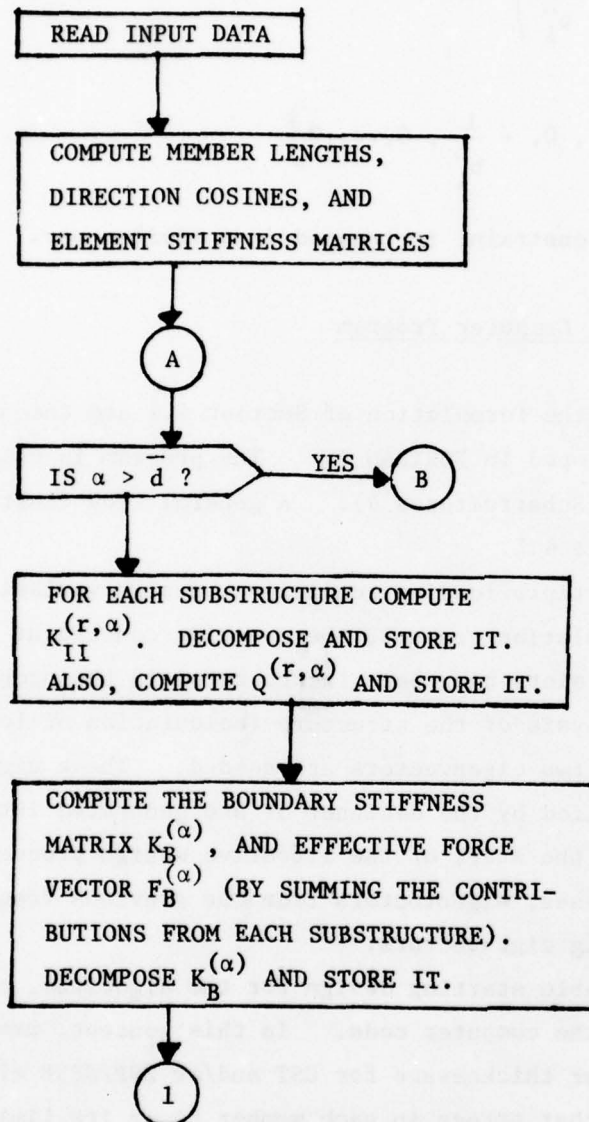 READ INPUT DATA
COMPUTE MEMBER LENGTHS,
DIRECTION COSINES, AND
ELEMENT STIFFNESS MATRICES
A
IS α > d ?
YES
B
FOR EACH SUBSTRUCTURE COMPUTE
K_{II}^{(r,α)}. DECOMPOSE AND STORE IT.
ALSO, COMPUTE Q^{(r,α)} AND STORE IT.
COMPUTE THE BOUNDARY STIFFNESS
MATRIX K_B^{(α)}, AND EFFECTIVE FORCE
VECTOR F_B^{(α)} (BY SUMMING THE CONTRI-
BUTIONS FROM EACH SUBSTRUCTURE).
DECOMPOSE K_B^{(α)} AND STORE IT.
1